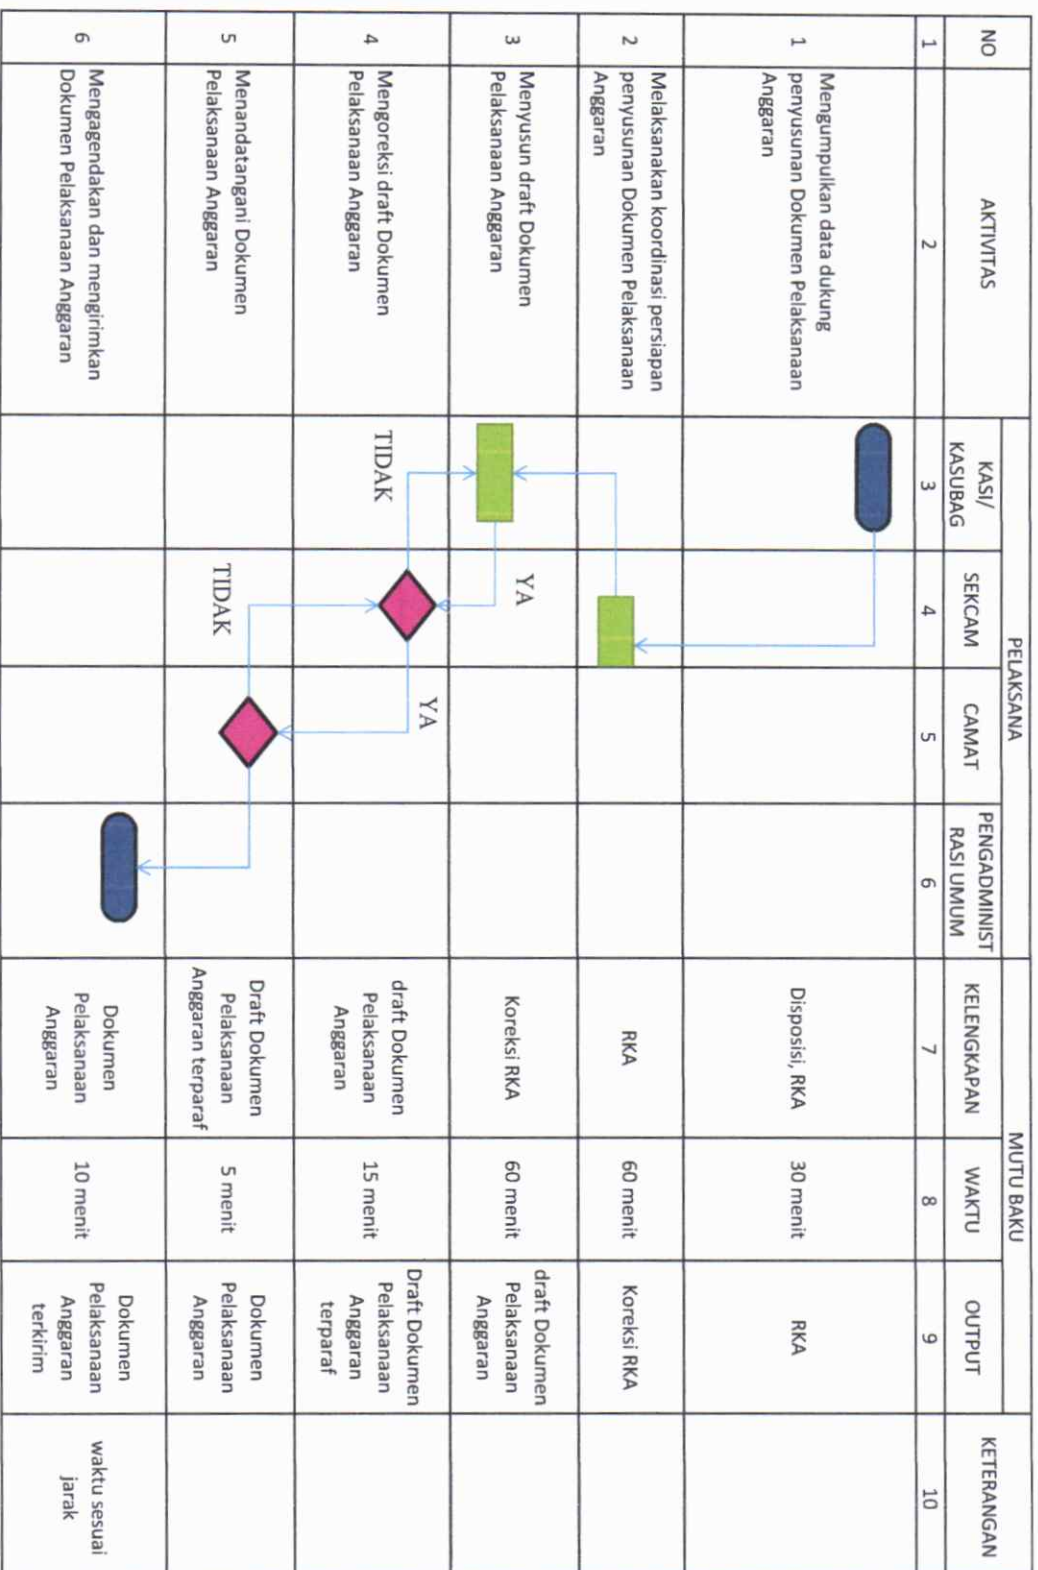 NO
AKTIVITAS
PELAKSANA
MUTU BAKU
KETERANGAN
KASI/
KASUBAG
SEKCAM
CAMAT
PENGADMINIST
RASI UMUM
KELENGKAPAN
WAKTU
OUTPUT
1
2
3
4
5
6
7
8
9
10
1
Mengumpulkan data dukung
penyusunan Dokumen Pelaksanaan
Anggaran
Disposisi, RKA
30 menit
RKA
2
Melaksanakan koordinasi persiapan
penyusunan Dokumen Pelaksanaan
Anggaran
RKA
60 menit
Koreksi RKA
3
Menyusun draft Dokumen
Pelaksanaan Anggaran
YA
Koreksi RKA
60 menit
draft Dokumen
Pelaksanaan
Anggaran
4
Mengoreksi draft Dokumen
Pelaksanaan Anggaran
TIDAK
YA
draft Dokumen
Pelaksanaan
Anggaran
15 menit
Draft Dokumen
Pelaksanaan
Anggaran
terparaf
5
Menandatangani Dokumen
Pelaksanaan Anggaran
TIDAK
Draft Dokumen
Pelaksanaan
Anggaran terparaf
5 menit
Dokumen
Pelaksanaan
Anggaran
6
Mengagendakan dan mengirimkan
Dokumen Pelaksanaan Anggaran
Dokumen
Pelaksanaan
Anggaran
10 menit
Dokumen
Pelaksanaan
Anggaran
terkirim
waktu sesuai
jarak